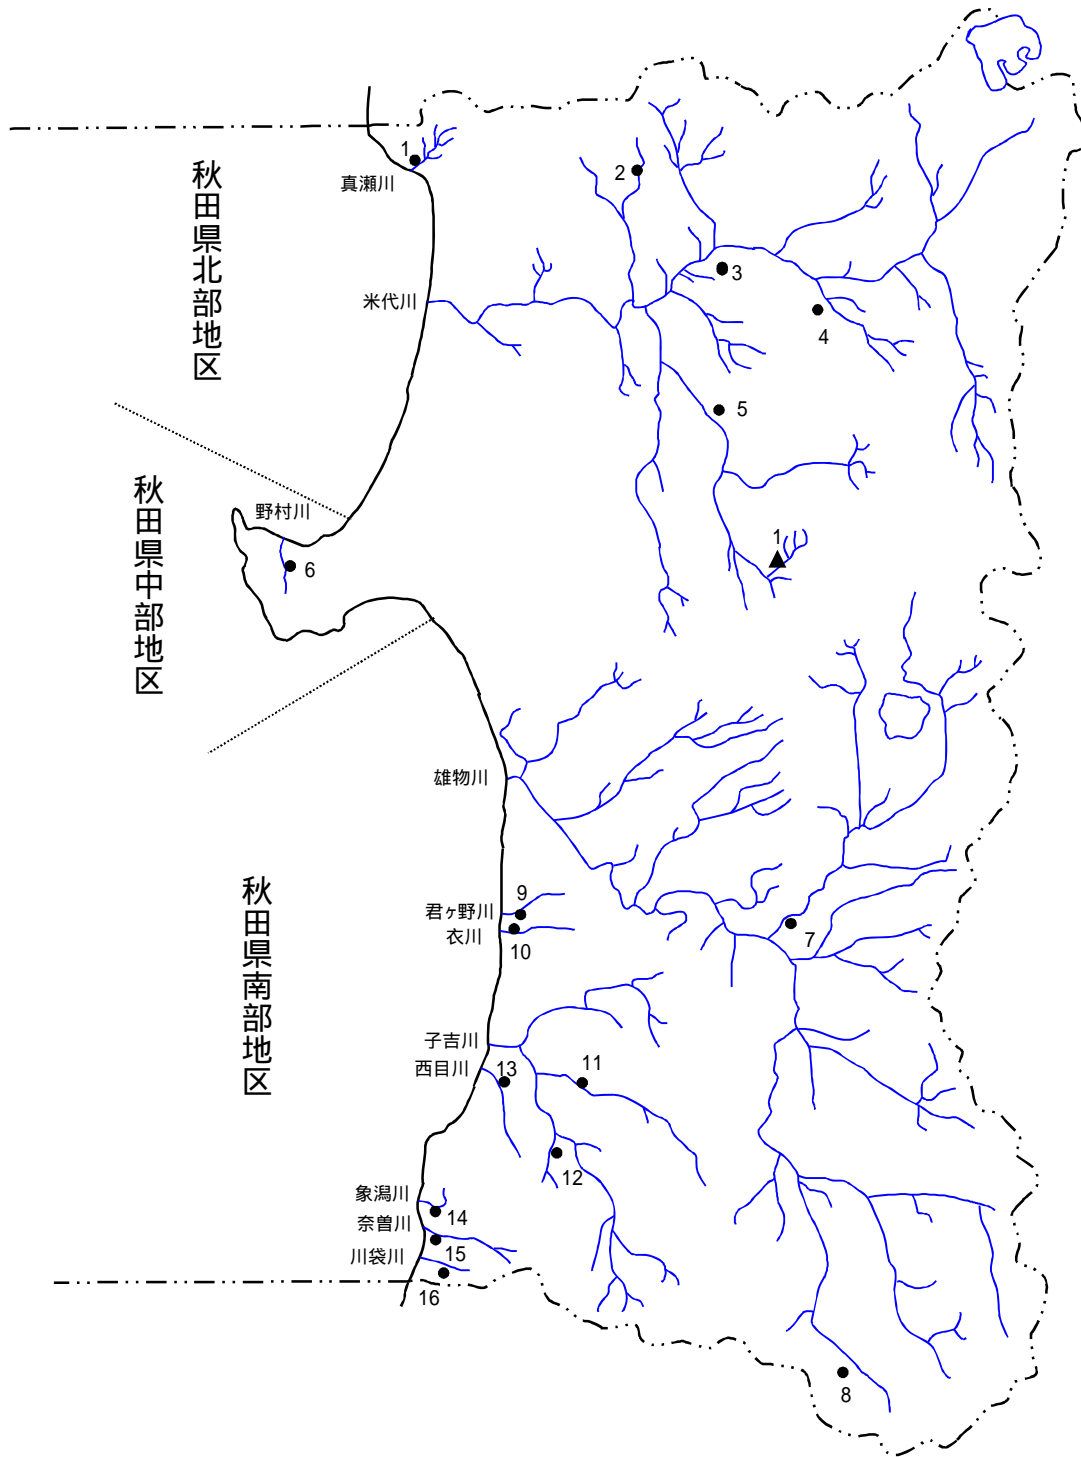 1
真瀬川
秋田県北部地区
2
3
米代川
4
5
秋田県中部地区
野村川
6
1
雄物川
秋田県南部地区
9
君ヶ野川
衣川
10
7
子吉川
西目川
13
11
12
象潟川
14
奈曽川
15
川袋川
16
8